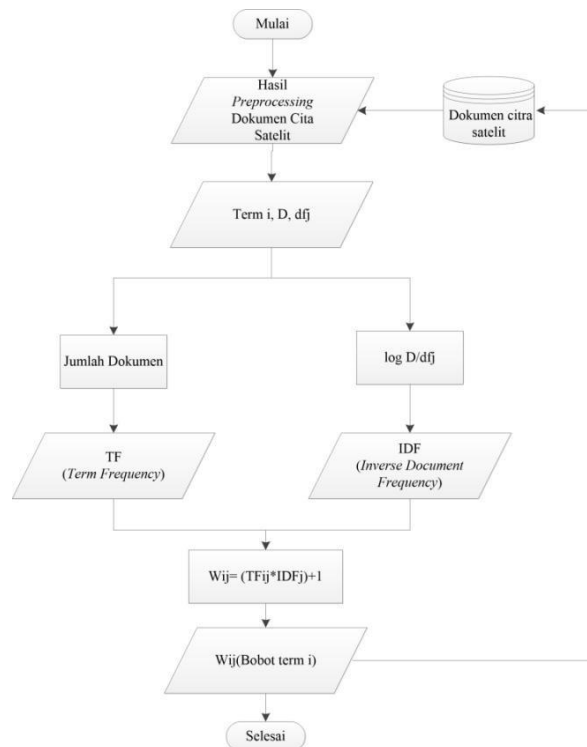 Mulai
Hasil
Preprocessing
Dokumen Cita
Satelit
Dokumen citra
satelit
Term i, D, dfj
Jumlah Dokumen
log D/dfj
TF
(Term Frequency)
IDF
(Inverse Document
Frequency)
Wij= (TFij*IDFj)+1
Wij(Bobot term i)
Selesai